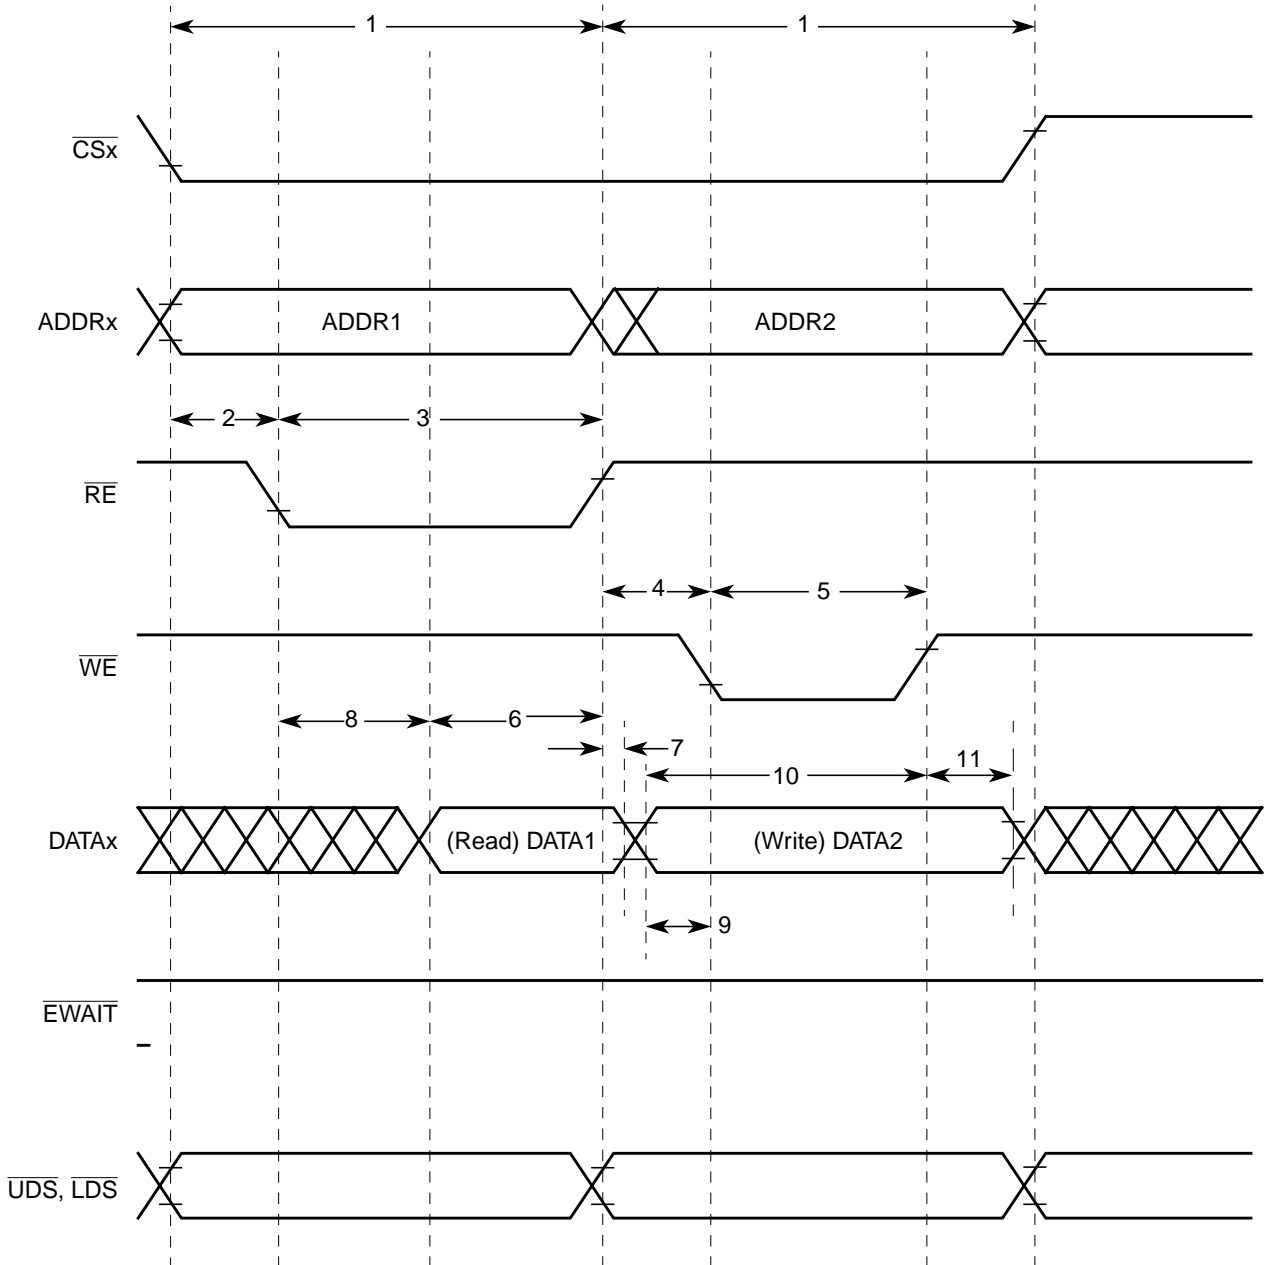 1 1
CSx
ADDRx ADDR1 ADDR2
2 3
RE
4 5
WE
8 6
7
10 11
DATAx (Read) DATA1 (Write) DATA2
9
EWAIT
UDS, LDS